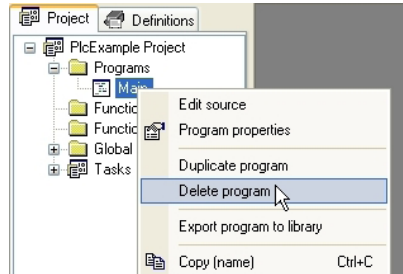 Project Definitions
PlcExample Project
Programs
Main
Functic
Functic
Global
Tasks
Edit source
Program properties
Duplicate program
Delete program
Export program to library
Copy (name) Ctrl+C